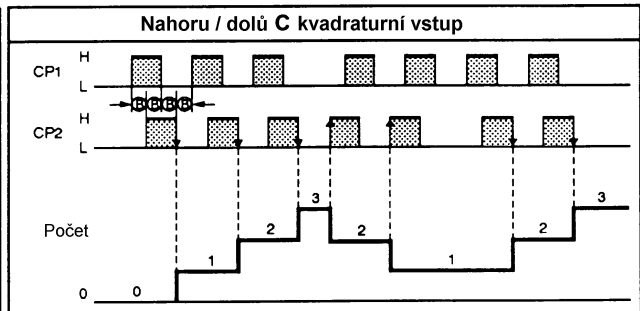 Nahoru / dolů C kvadraturní vstup
CP1
H
L
B B B B
CP2
H
L
Počet
0
0
1
2
3
2
1
2
3